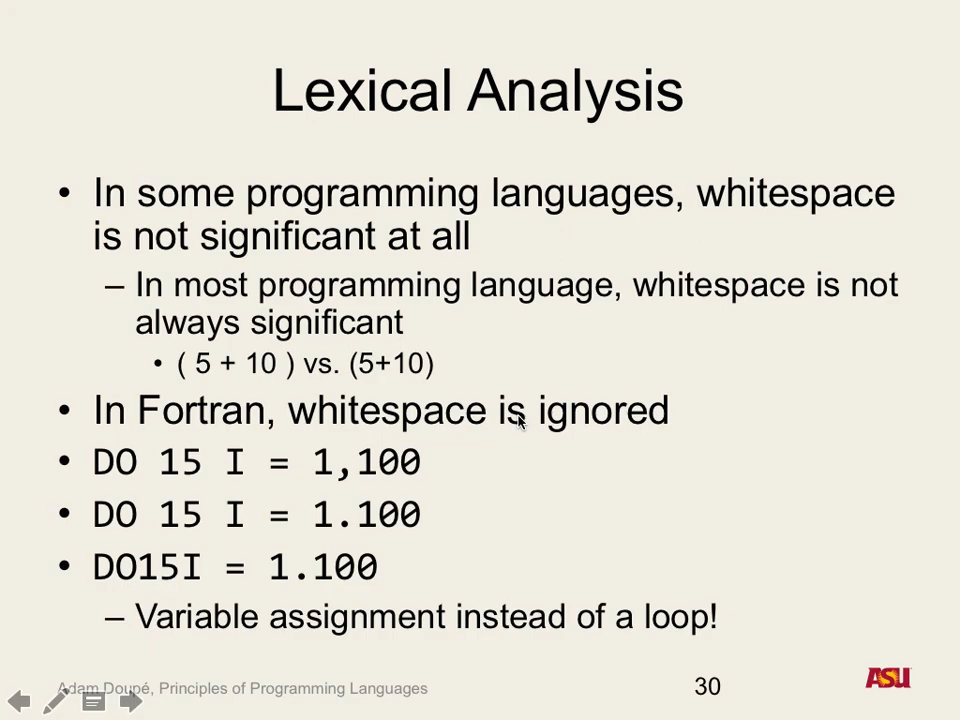 Lexical Analysis
• In some programming languages, whitespace
is not significant at all
– In most programming language, whitespace is not
always significant
• ( 5 + 10 ) vs. (5+10)
• In Fortran, whitespace is ignored
• DO 15 I = 1,100
• DO 15 I = 1.100
• DO15I = 1.100
– Variable assignment instead of a loop!
Adam Doupé, Principles of Programming Languages
30
ASU